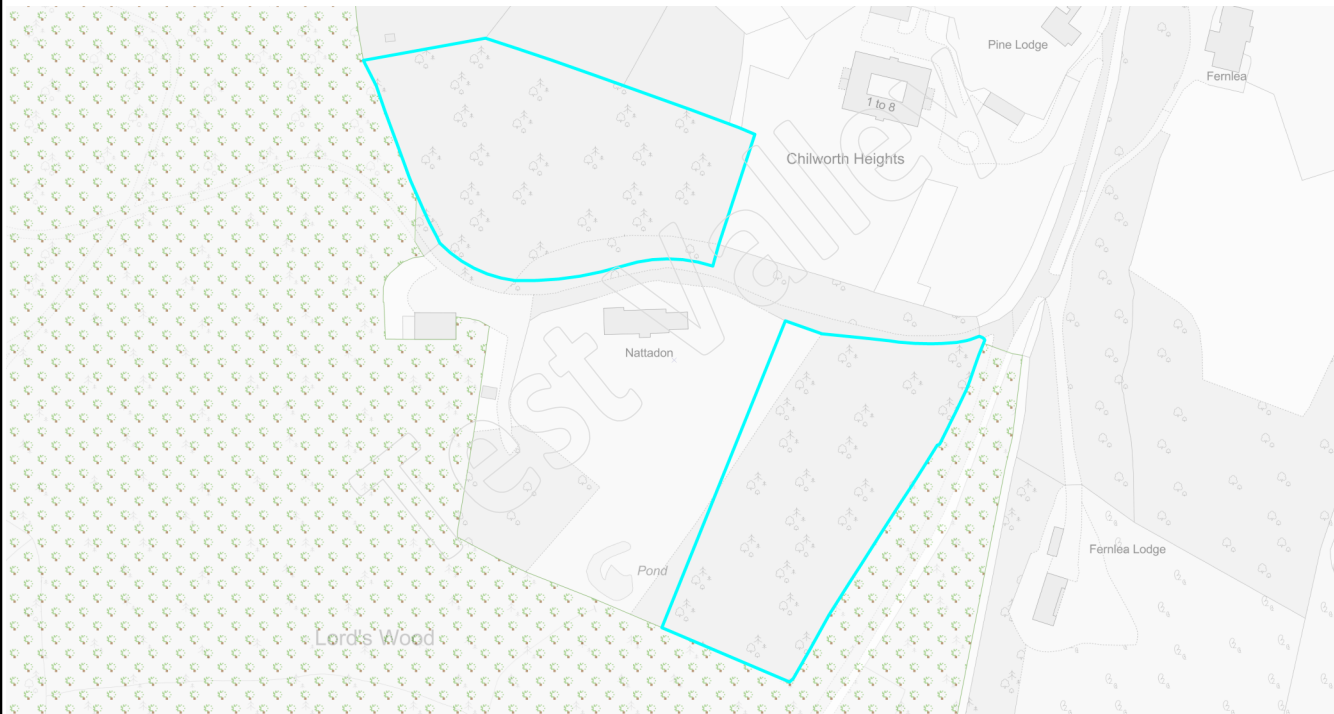 Pine Lodge
Fernlea
1 to 8
Chilworth Heights
Nattadon
Fernlea Lodge
Pond
Lord's Wood